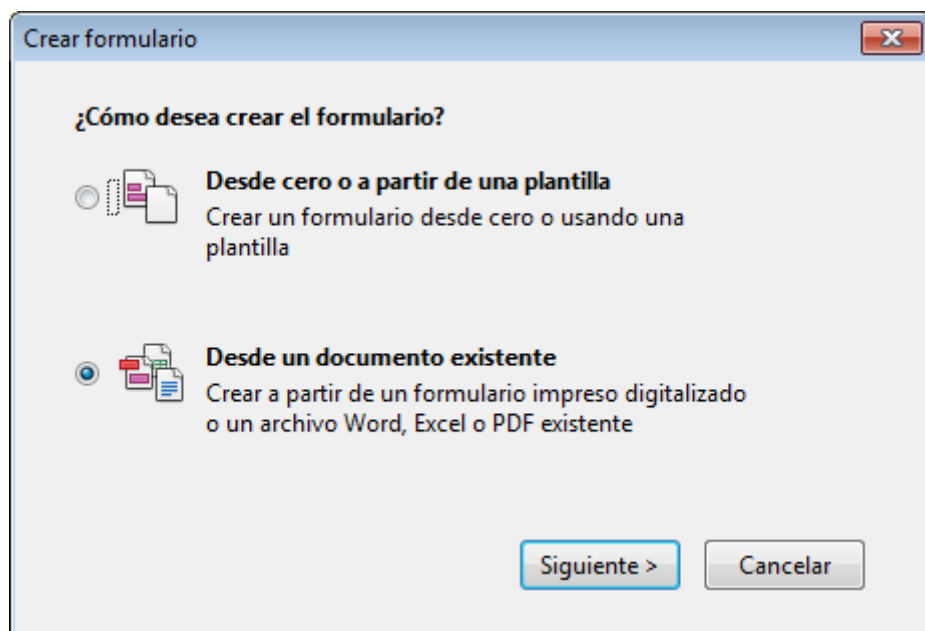 Crear formulario
¿Cómo desea crear el formulario?
Desde cero o a partir de una plantilla
Crear un formulario desde cero o usando una
plantilla
Desde un documento existente
Crear a partir de un formulario impreso digitalizado
o un archivo Word, Excel o PDF existente
Siguiente >
Cancelar